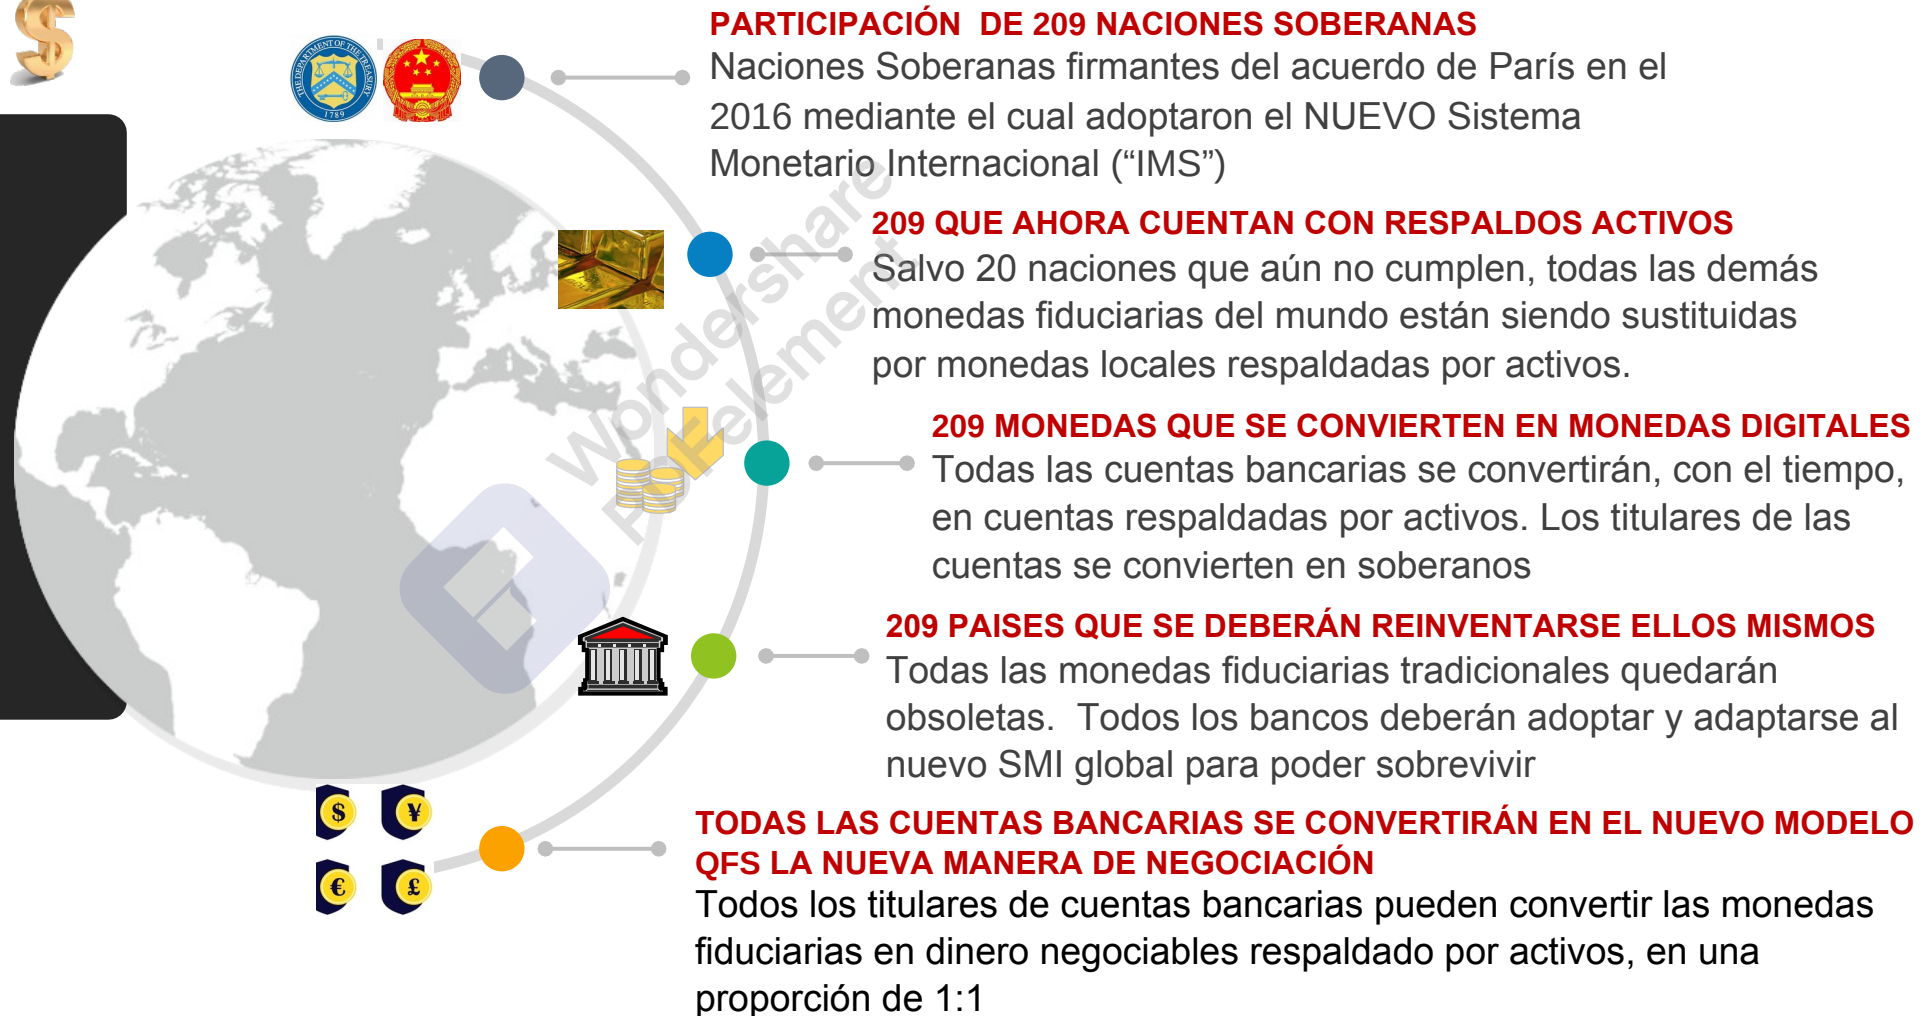 PARTICIPACIÓN  DE 209 NACIONES SOBERANAS
Naciones Soberanas firmantes del acuerdo de París en el
2016 mediante el cual adoptaron el NUEVO Sistema
Monetario Internacional (“IMS”)
209 QUE AHORA CUENTAN CON RESPALDOS ACTIVOS
Salvo 20 naciones que aún no cumplen, todas las demás
monedas fiduciarias del mundo están siendo sustituidas
por monedas locales respaldadas por activos.
209 MONEDAS QUE SE CONVIERTEN EN MONEDAS DIGITALES
Todas las cuentas bancarias se convertirán, con el tiempo,
en cuentas respaldadas por activos. Los titulares de las
cuentas se convierten en soberanos
209 PAISES QUE SE DEBERÁN REINVENTARSE ELLOS MISMOS
Todas las monedas fiduciarias tradicionales quedarán
obsoletas.  Todos los bancos deberán adoptar y adaptarse al
nuevo SMI global para poder sobrevivir
TODAS LAS CUENTAS BANCARIAS SE CONVERTIRÁN EN EL NUEVO MODELO
QFS LA NUEVA MANERA DE NEGOCIACIÓN
Todos los titulares de cuentas bancarias pueden convertir las monedas
fiduciarias en dinero negociables respaldado por activos, en una
proporción de 1:1
THE DEPARTMENT OF THE TREASURY
1789
$ ¥
€ £
Wondershare
PDFelement